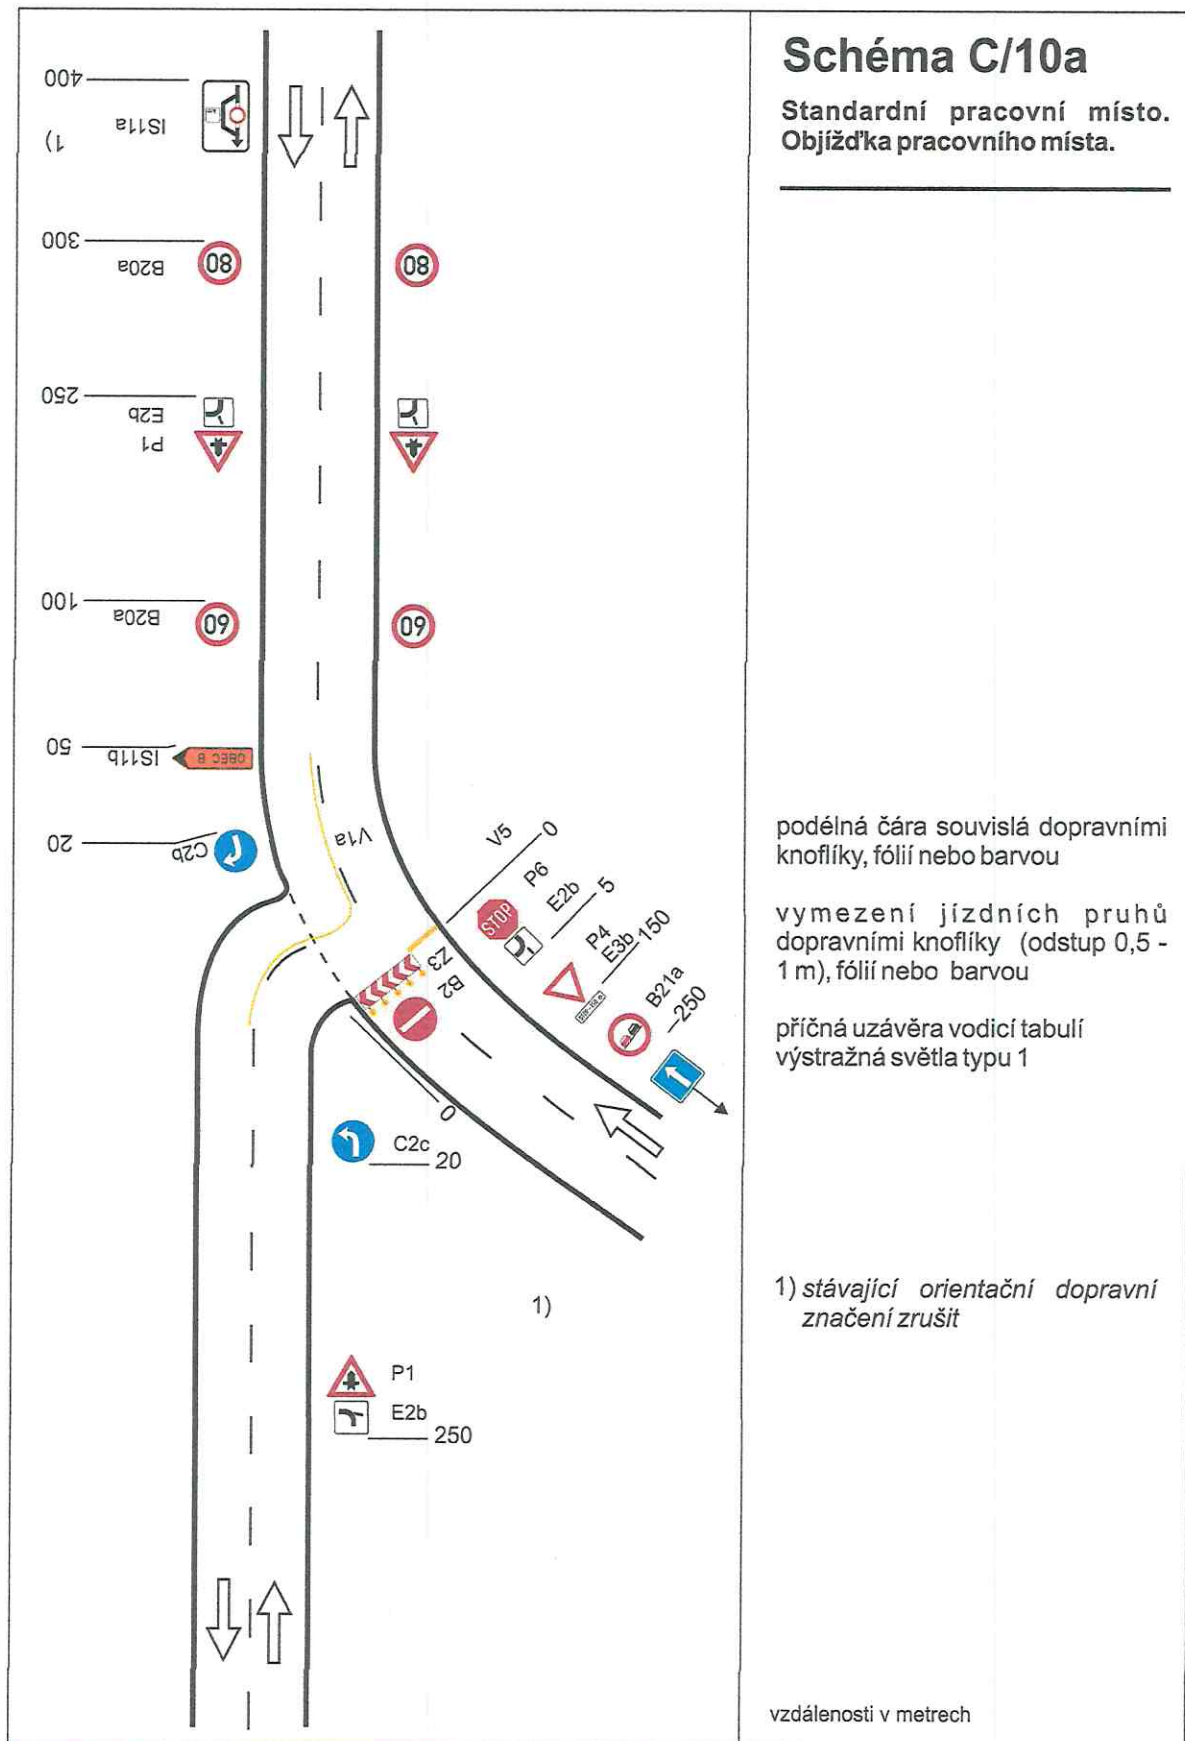 Schéma C/10a
Standardní pracovní místo.
Objížďka pracovního místa.
400
IS11a
1)
300
B20a
80
80
250
E2b
P1
100
B20a
60
60
50
IS11b
OBEC B
20
C2b
V1a
V5
0
P6
STOP
E2b
5
P4
E3b
150
B21a
250
Z3
B2
0
C2c
20
1)
P1
E2b
250
podélná čára souvislá dopravními
knoflíky, fólií nebo barvou
vymezení jízdních pruhů
dopravními knoflíky (odstup 0,5 -
1 m), fólií nebo barvou
příčná uzávěra vodicí tabulí
výstražná světla typu 1
1) stávající orientační dopravní
značení zrušit
vzdálenosti v metrech